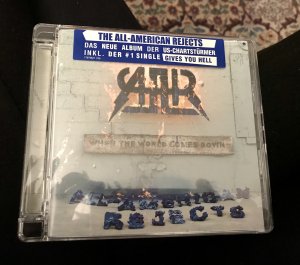 THE ALL-AMERICAN REJECTS
DAS NEUE ALBUM DER US-CHARTSTÜRMER
INKL. DER #1 SINGLE GIVES YOU HELL
AAR
WHEN THE WORLD COMES DOWN
ALL-AMERICAN
REJECTS